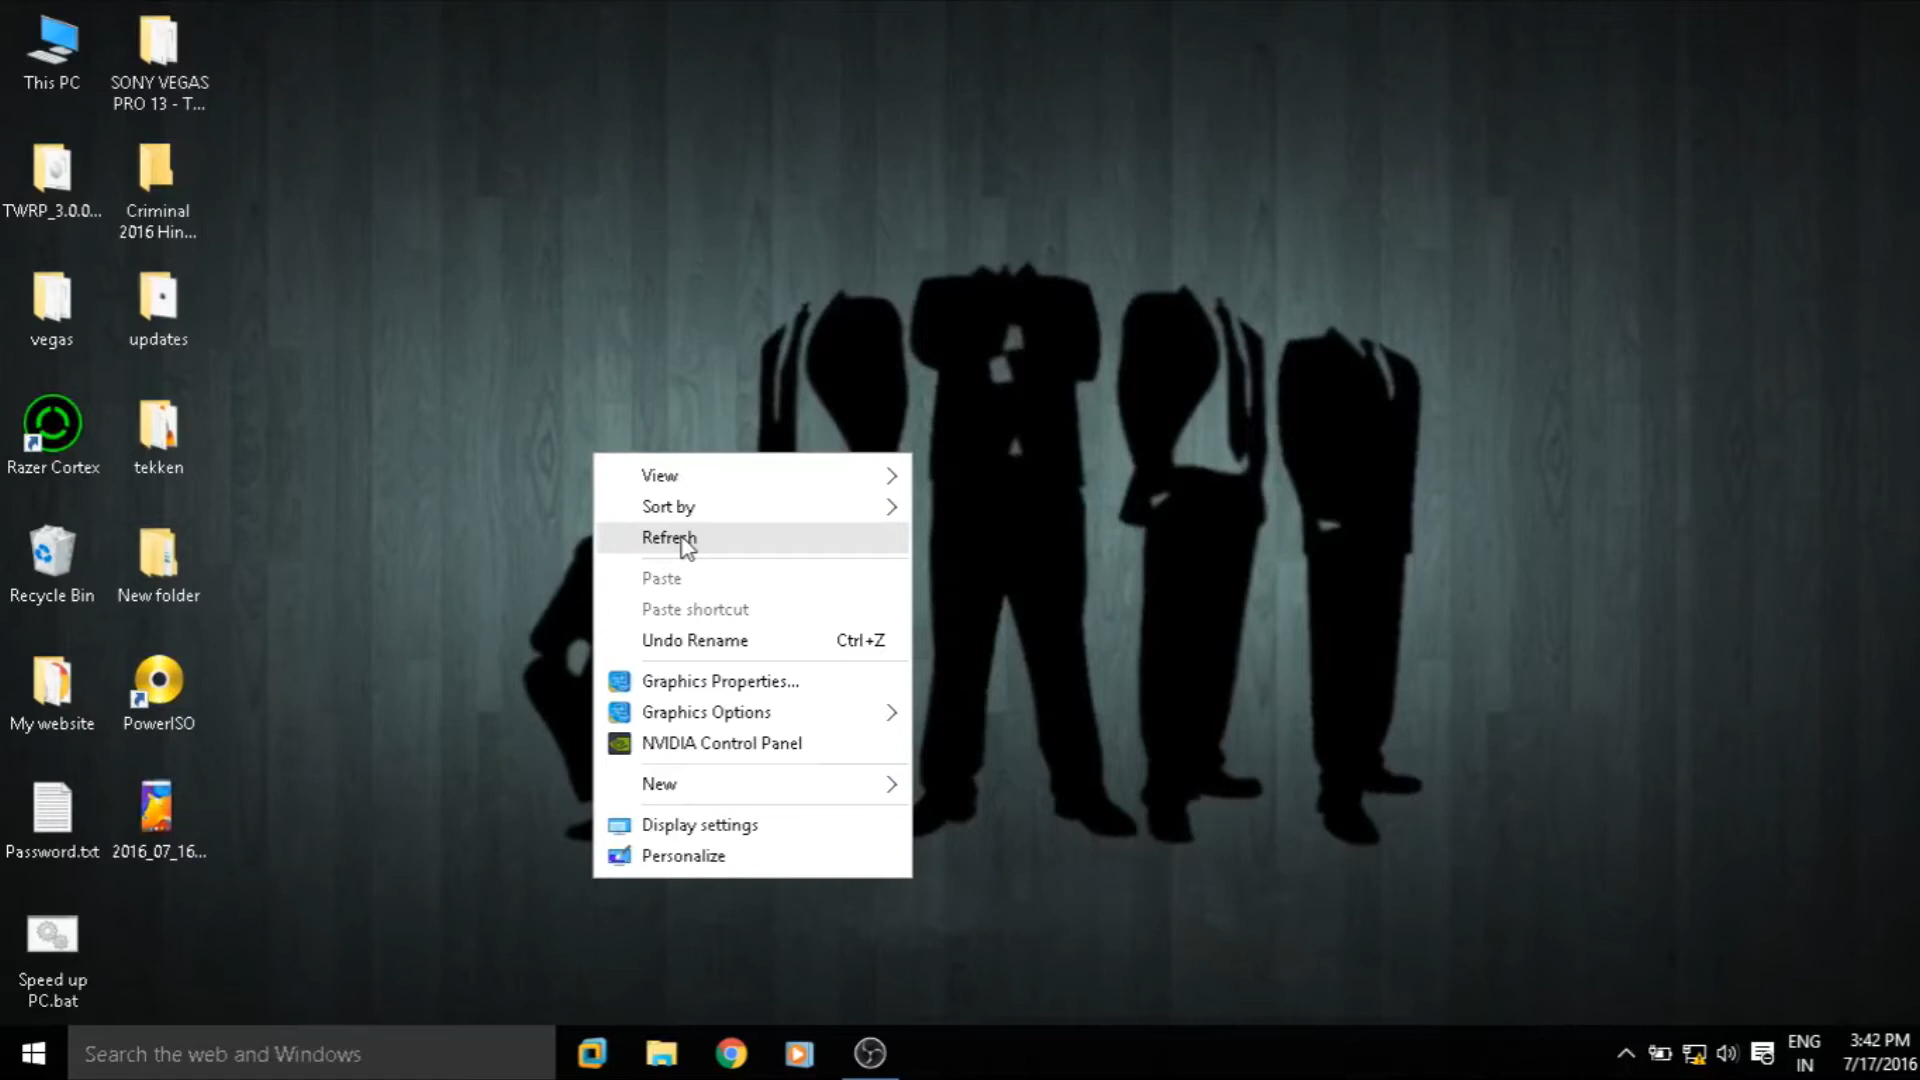 This PC
SONY VEGAS
PRO 13 - T...
TWRP_3.0.0...
Criminal
2016 Hin...
vegas
updates
Razer Cortex
tekken
Recycle Bin
New folder
My website
PowerISO
Password.txt
2016_07_16...
Speed up
PC.bat
View
Sort by
Refresh
Paste
Paste shortcut
Undo Rename Ctrl+Z
Graphics Properties...
Graphics Options
NVIDIA Control Panel
New
Display settings
Personalize
Search the web and Windows
ENG
IN
3:42 PM
7/17/2016